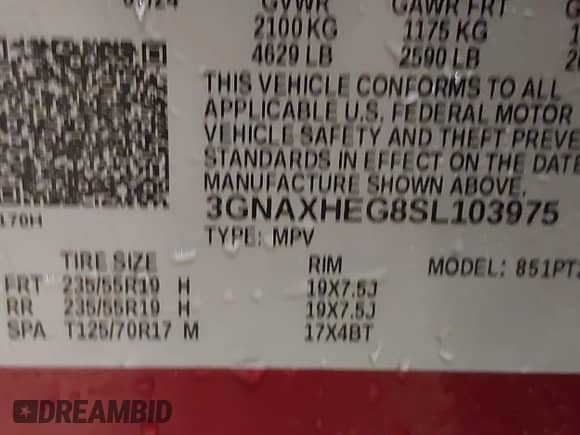 GVWR GAWR FRT
2100 KG 1175 KG
4629 LB 2590 LB
THIS VEHICLE CONFORMS TO ALL
APPLICABLE U.S. FEDERAL MOTOR
VEHICLE SAFETY AND THEFT PREVE
STANDARDS IN EFFECT ON THE DATE
MANUFACTURE SHOWN ABOVE.
170H 3GNAXHEG8SL103975
TYPE: MPV
TIRE SIZE RIM MODEL: 851PT
FRT 235/55R19 H 19X7.5J
RR 235/55R19 H 19X7.5J
SPA T125/70R17 M 17X4BT
DREAMBID